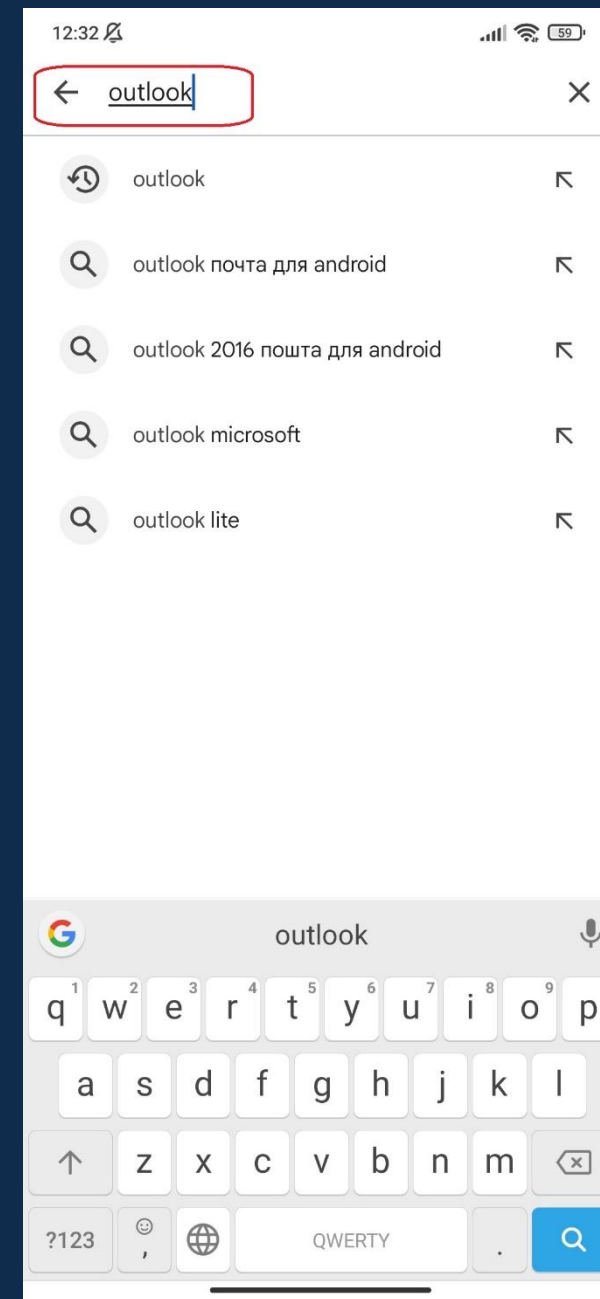 12:32
59
outlook
outlook
outlook почта для android
outlook 2016 пошта для android
outlook microsoft
outlook lite
outlook
1 2 3 4 5 6 7 8 9
q w e r t y u i o p
a s d f g h j k l
z x c v b n m
?123 , QWERTY .